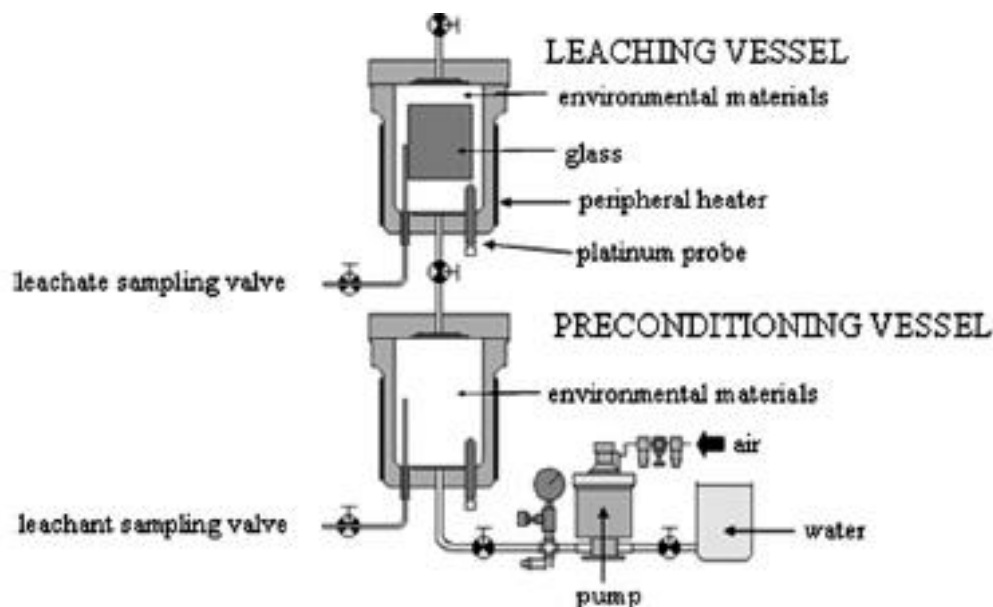 LEACHING VESSEL
environmental materials
glass
peripheral heater
platinum probe
leachate sampling valve
PRECONDITIONING VESSEL
environmental materials
air
leachant sampling valve
water
pump